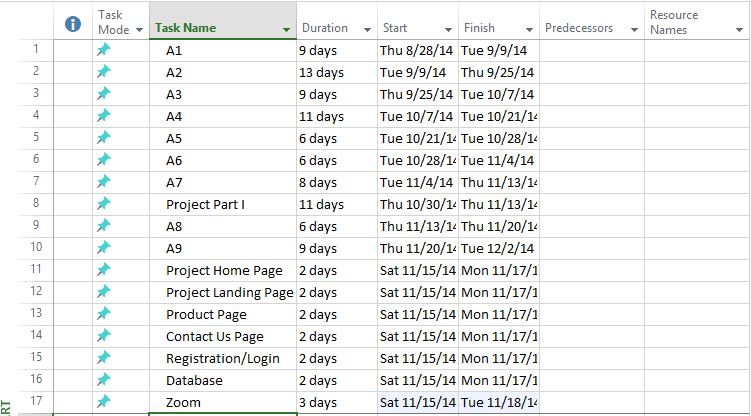 Task Mode Task Name Duration Start Finish Predecessors Resource Names
1 A1 9 days Thu 8/28/14 Tue 9/9/14
2 A2 13 days Tue 9/9/14 Thu 9/25/14
3 A3 9 days Thu 9/25/14 Tue 10/7/14
4 A4 11 days Tue 10/7/14 Tue 10/21/14
5 A5 6 days Tue 10/21/14 Tue 10/28/14
6 A6 6 days Tue 10/28/14 Tue 11/4/14
7 A7 8 days Tue 11/4/14 Thu 11/13/14
8 Project Part I 11 days Thu 10/30/14 Thu 11/13/14
9 A8 6 days Thu 11/13/14 Thu 11/20/14
10 A9 9 days Thu 11/20/14 Tue 12/2/14
11 Project Home Page 2 days Sat 11/15/14 Mon 11/17/1
12 Project Landing Page 2 days Sat 11/15/14 Mon 11/17/1
13 Product Page 2 days Sat 11/15/14 Mon 11/17/1
14 Contact Us Page 2 days Sat 11/15/14 Mon 11/17/1
15 Registration/Login 2 days Sat 11/15/14 Mon 11/17/1
16 Database 2 days Sat 11/15/14 Mon 11/17/1
17 Zoom 3 days Sat 11/15/14 Tue 11/18/14
RT